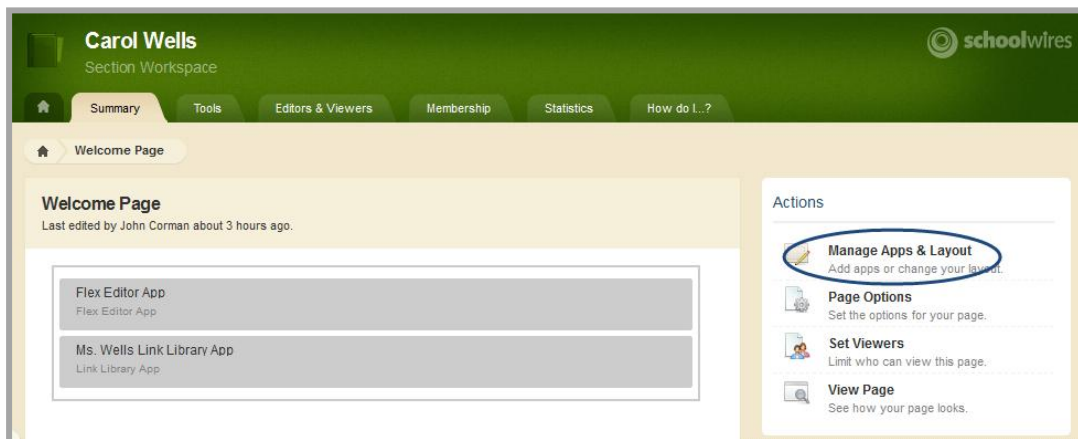 Carol Wells
Section Workspace
schoolwires
Summary
Tools
Editors & Viewers
Membership
Statistics
How do I...?
Welcome Page
Welcome Page
Last edited by John Corman about 3 hours ago.
Flex Editor App
Flex Editor App
Ms. Wells Link Library App
Link Library App
Actions
Manage Apps & Layout
Add apps or change your layout.
Page Options
Set the options for your page.
Set Viewers
Limit who can view this page.
View Page
See how your page looks.